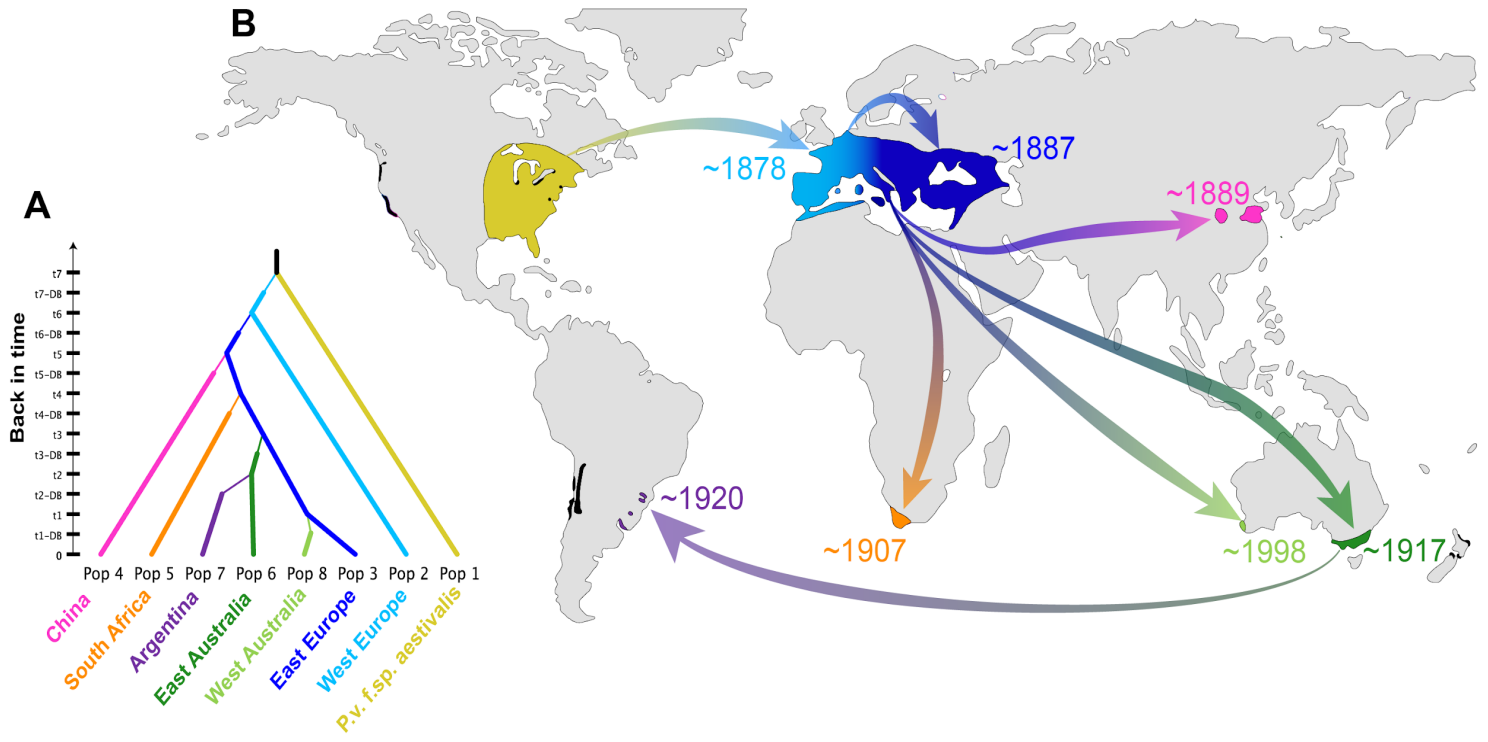 B
~1878
~1887
~1889
A
t7
t7-DB
t6
t6-DB
t5
t5-DB
t4
t4-DB
t3
t3-DB
t2
t2-DB
t1
t1-DB
0
Back in time
Pop 4 Pop 5 Pop 7 Pop 6 Pop 8 Pop 3 Pop 2 Pop 1
China
South Africa
Argentina
East Australia
West Australia
East Europe
West Europe
P.v. f.sp. aestivalis
~1920
~1907
~1998
~1917